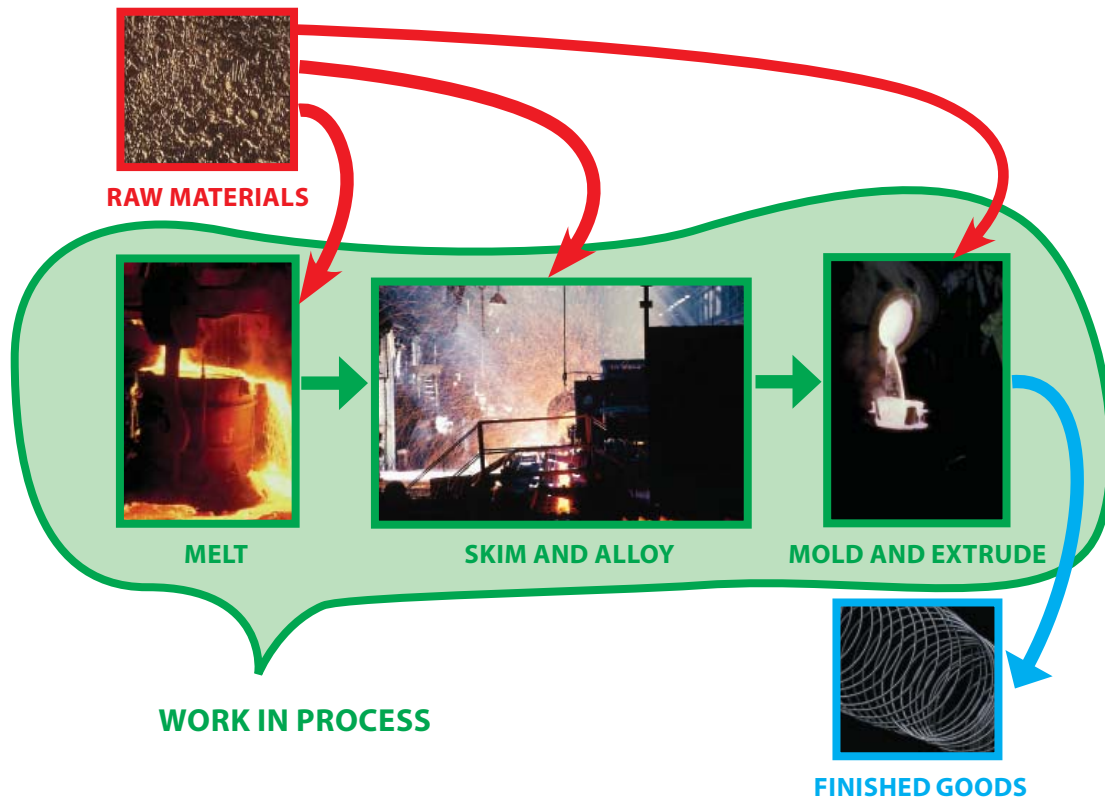 RAW MATERIALS
MELT
SKIM AND ALLOY
MOLD AND EXTRUDE
WORK IN PROCESS
FINISHED GOODS